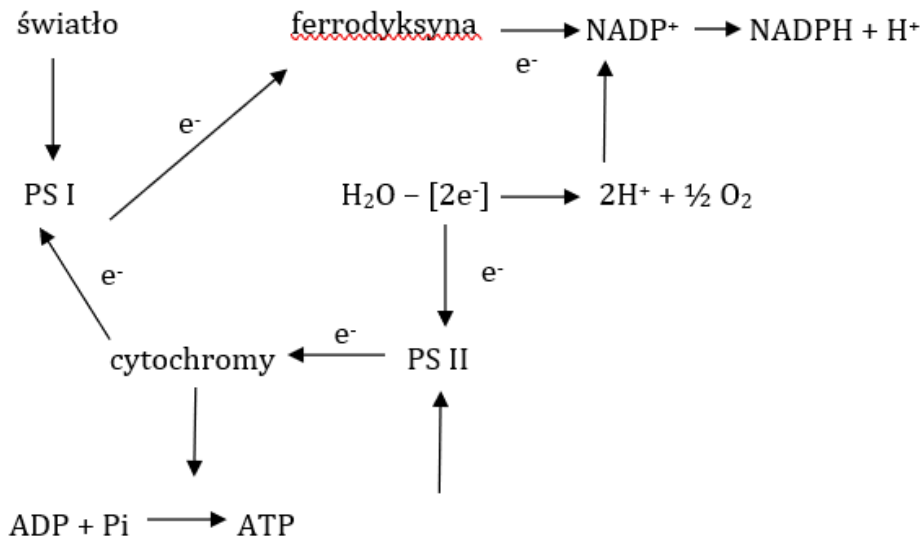 światło
ferrodyksyna
NADP⁺
NADPH + H⁺
e⁻
e⁻
PS I
H₂O – [2e⁻]
2H⁺ + ½ O₂
e⁻
e⁻
e⁻
cytochromy
PS II
ADP + Pi
ATP